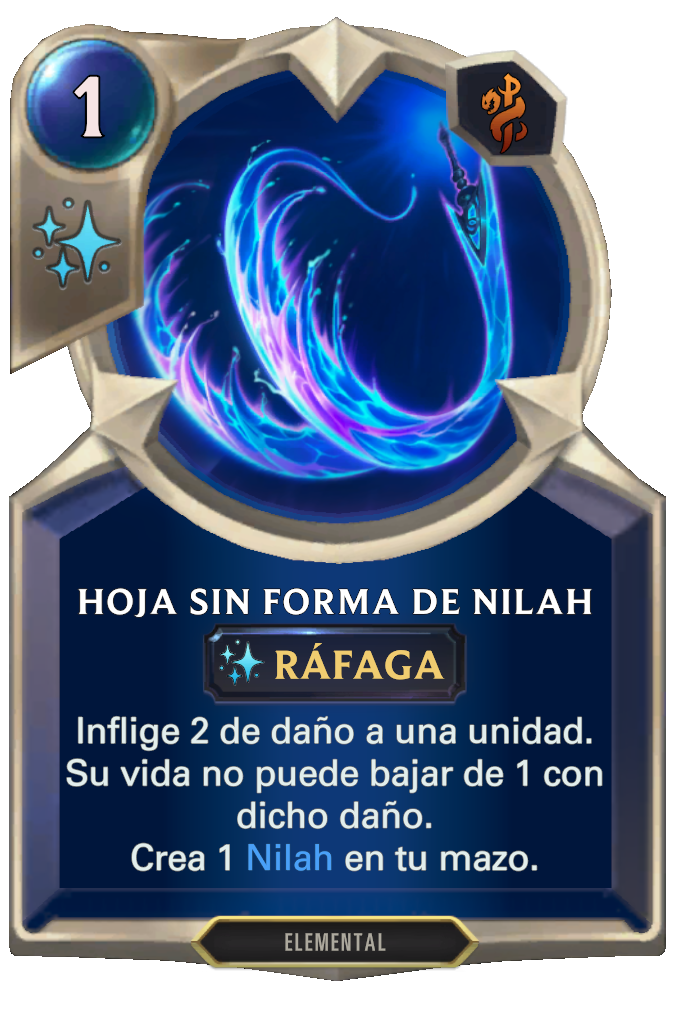 1
HOJA SIN FORMA DE NILAH
RÁFAGA
Inflige 2 de daño a una unidad.
Su vida no puede bajar de 1 con
dicho daño.
Crea 1 Nilah en tu mazo.
ELEMENTAL